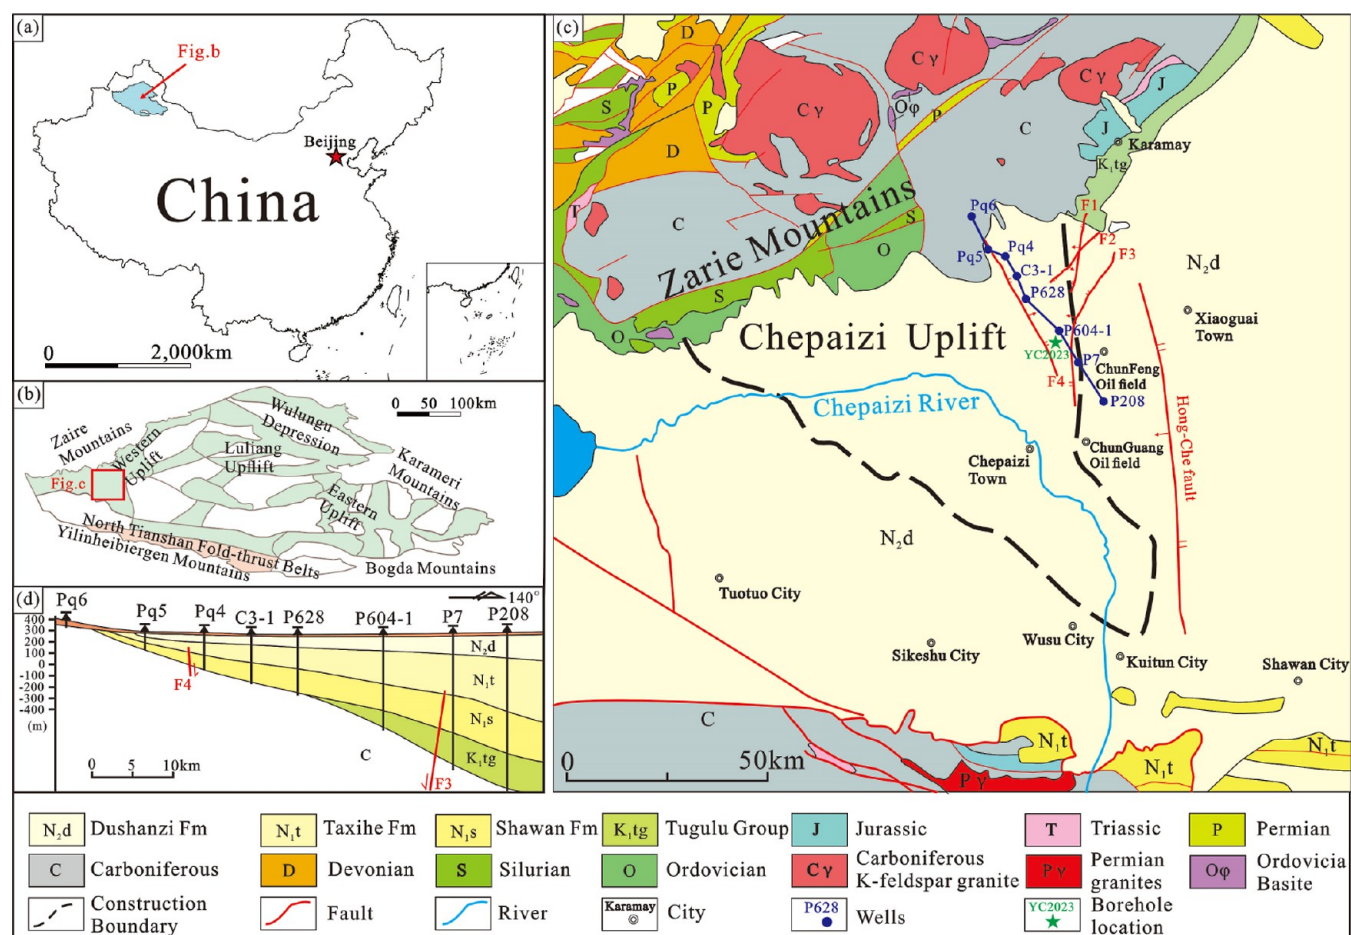 (a)
Fig.b
Beijing
China
0 2,000km
(b)
0 50 100km
Zaire Mountains
Western Uplift
Wulungu Depression
Luliang Upflift
Karameri Mountains
Eastern Uplift
Fig.c
North Tianshan Fold-thrust Belts
Yilinheibiergen Mountains
Bogda Mountains
(d)
140°
Pq6 Pq5 Pq4 C3-1 P628 P604-1 P7 P208
400
300
200
100
0
-100
-200
-300
-400
(m)
N₂d
N₁t
N₁s
K₁tg
C
F4
F3
0 10km
(c)
D
P
P
S
D
Cγ
Cγ
Cγ
Oφ
P
C
J
J
Karamay
K₁tg
T
C
S
O
S
O
Zarie Mountains
Pq6
Pq5
Pq4
C3-1
P628
P604-1
YC2023
P7
P208
F1
F2
F3
F4
N₂d
Xiaoguai
Town
ChunFeng
Oil field
ChunGuang
Oil field
Hong-Che fault
Chepaizi Uplift
Chepaizi River
Chepaizi
Town
N₂d
Tuotuo City
Sikeshu City
Wusu City
Kuitun City
Shawan City
C
N₁t
N₁t
N₁t
Pγ
0 50km
N₂d Dushanzi Fm
N₁t Taxihe Fm
N₁s Shawan Fm
K₁tg Tugulu Group
J Jurassic
T Triassic
P Permian
C Carboniferous
D Devonian
S Silurian
O Ordovician
Cγ Carboniferous
K-feldspar granite
Pγ Permian
granites
Oφ Ordovicia
Basite
Construction
Boundary
Fault
River
Karamay City
P628 Wells
YC2023 Borehole
location